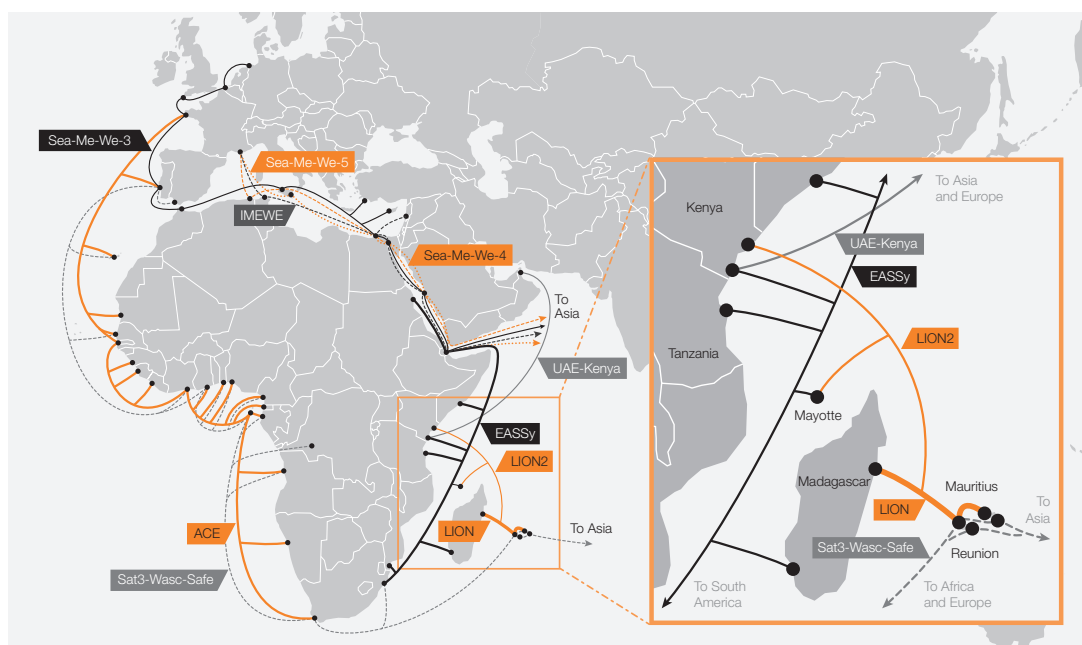 Sea-Me-We-3
Sea-Me-We-5
IMEWE
Sea-Me-We-4
To
Asia
UAE-Kenya
EASSy
LION2
LION
To Asia
ACE
Sat3-Wasc-Safe
Kenya
To Asia
and Europe
UAE-Kenya
EASSy
LION2
Tanzania
Mayotte
Madagascar
Mauritius
LION
To
Asia
Sat3-Wasc-Safe
Reunion
To South
America
To Africa
and Europe